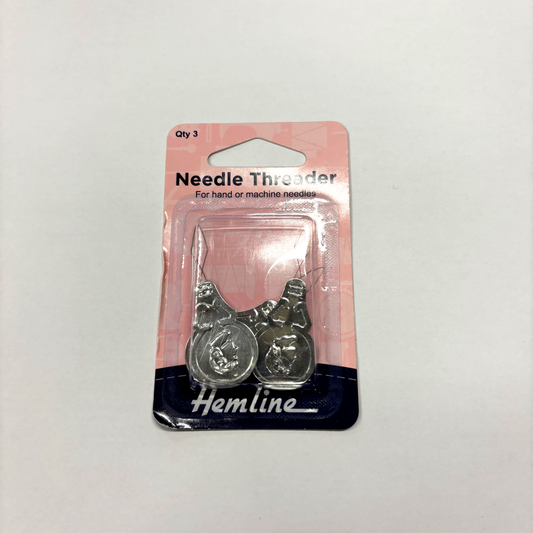 Qty 3
Needle Threader
For hand or machine needles
Hemline